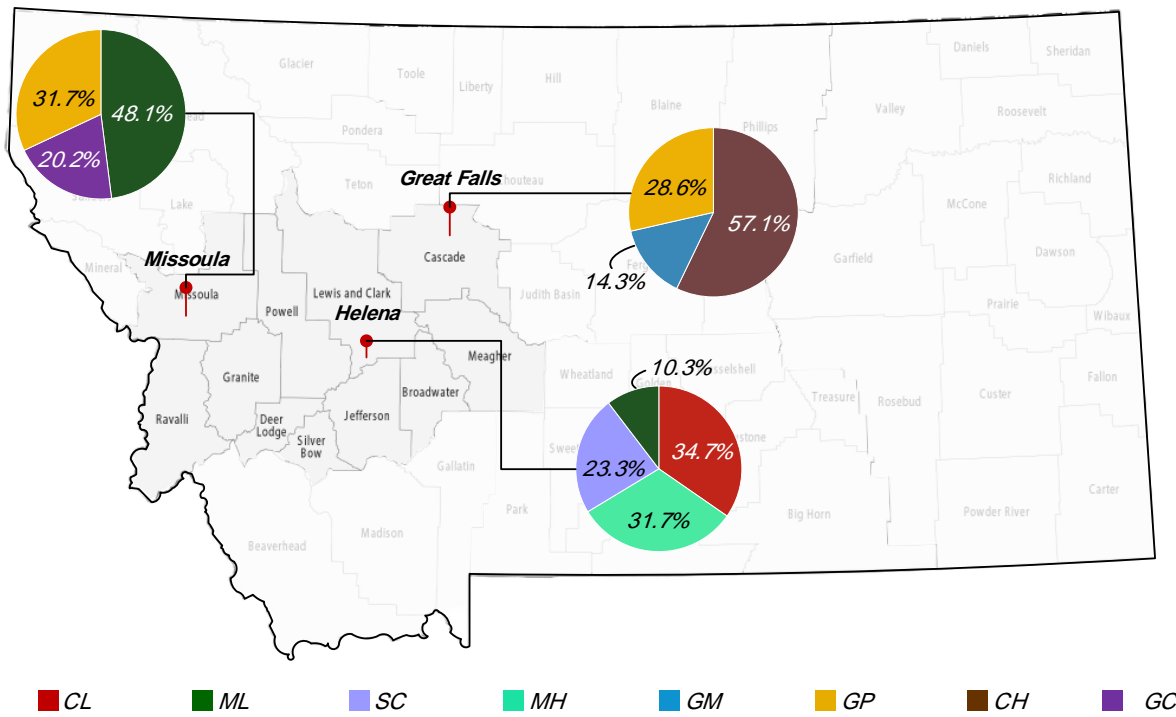 Daniels
Sheridan
Glacier
Toole
Liberty
Hill
Blaine
Phillips
Valley
Roosevelt
Pondera
31.7%
48.1%
20.2%
Teton
Great Falls
28.6%
57.1%
14.3%
Richland
McCone
Lake
Dawson
Mineral
Missoula
Missoula
Cascade
Garfield
Judith Basin
Lewis and Clark
Powell
Helena
Prairie
Wibaux
Meagher
Wheatland
Golden
10.3%
Granite
Broadwater
Jefferson
Ravalli
Deer
Lodge
Silver
Bow
Treasure
Rosebud
Custer
Fallon
34.7%
23.3%
31.7%
Gallatin
Park
Big Horn
Powder River
Carter
Madison
Beaverhead
CL ML SC MH GM GP CH